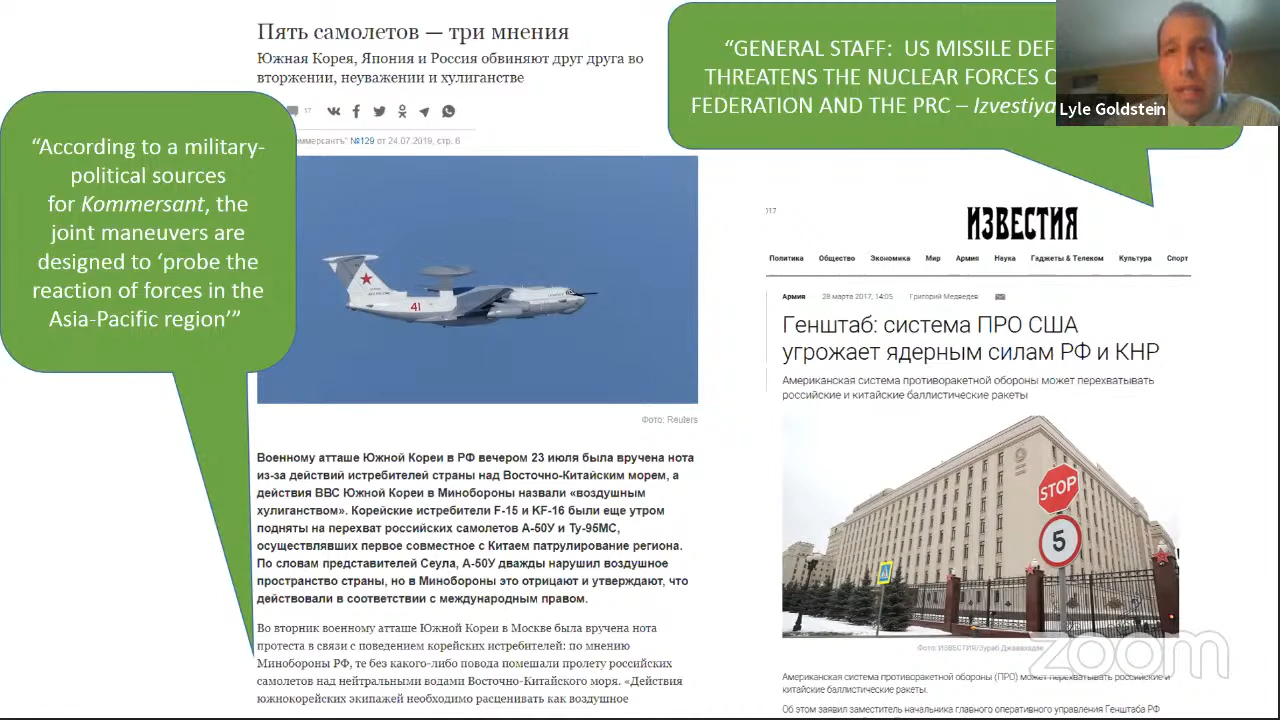 Пять самолетов — три мнения
Южная Корея, Япония и Россия обвиняют друг друга во
вторжении, неуважении и хулиганстве
17
№129 от 24.07.2019, стр. 6
“According to a military-
political sources
for Kommersant, the
joint maneuvers are
designed to ‘probe the
reaction of forces in the
Asia-Pacific region’”
41
Фото: Reuters
Военному атташе Южной Кореи в РФ вечером 23 июля была вручена нота
из-за действий истребителей страны над Восточно-Китайским морем, а
действия ВВС Южной Кореи в Минобороны назвали «воздушным
хулиганством». Корейские истребители F-15 и KF-16 были еще утром
подняты на перехват российских самолетов А-50У и Ту-95МС,
осуществлявших первое совместное с Китаем патрулирование региона.
По словам представителей Сеула, А-50У дважды нарушил воздушное
пространство страны, но в Минобороны это отрицают и утверждают, что
действовали в соответствии с международным правом.
Во вторник военному атташе Южной Кореи в Москве была вручена нота
протеста в связи с поведением корейских истребителей: по мнению
Минобороны РФ, те без какого-либо повода помешали пролету российских
самолетов над нейтральными водами Восточно-Китайского моря. «Действия
южнокорейских экипажей необходимо расценивать как воздушное
“GENERAL STAFF: US MISSILE DEF
THREATENS THE NUCLEAR FORCES
FEDERATION AND THE PRC – Izvestiya
Lyle Goldstein
ИЗВЕСТИЯ
Политика Общество Экономика Мир Армия Наука Гаджеты & Телеком Культура Спорт
Армия 28 марта 2017, 14:05 Григорий Медведев
Генштаб: система ПРО США
угрожает ядерным силам РФ и КНР
Американская система противоракетной обороны может перехватывать
российские и китайские баллистические ракеты
STOP
5
Фото: ИЗВЕСТИЯ/Зураб Джавахадзе
zoom
Американская система противоракетной обороны (ПРО) может перехватывать российские и
китайские баллистические ракеты.
Об этом заявил заместитель начальника главного оперативного управления Генштаба РФ